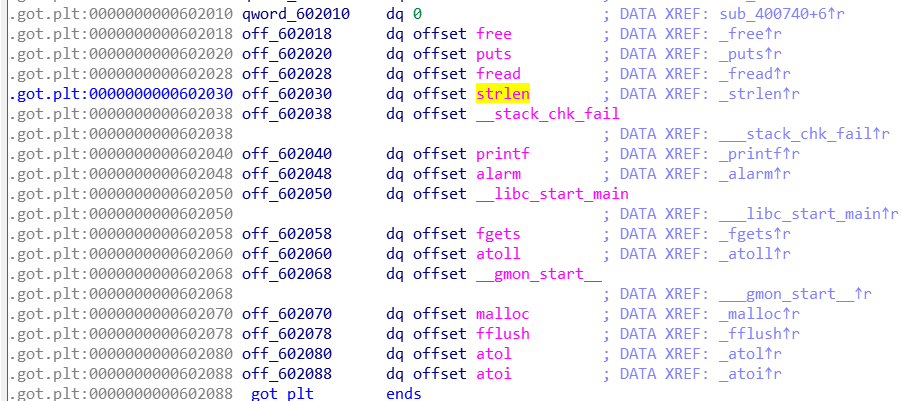 .got.plt:0000000000602010 qword_602010 dq 0 ; DATA XREF: sub_400740+6↑r
.got.plt:0000000000602018 off_602018 dq offset free ; DATA XREF: _free↑r
.got.plt:0000000000602020 off_602020 dq offset puts ; DATA XREF: _puts↑r
.got.plt:0000000000602028 off_602028 dq offset fread ; DATA XREF: _fread↑r
.got.plt:0000000000602030 off_602030 dq offset strlen ; DATA XREF: _strlen↑r
.got.plt:0000000000602038 off_602038 dq offset __stack_chk_fail
.got.plt:0000000000602038 ; DATA XREF: ___stack_chk_fail↑r
.got.plt:0000000000602040 off_602040 dq offset printf ; DATA XREF: _printf↑r
.got.plt:0000000000602048 off_602048 dq offset alarm ; DATA XREF: _alarm↑r
.got.plt:0000000000602050 off_602050 dq offset __libc_start_main
.got.plt:0000000000602050 ; DATA XREF: ___libc_start_main↑r
.got.plt:0000000000602058 off_602058 dq offset fgets ; DATA XREF: _fgets↑r
.got.plt:0000000000602060 off_602060 dq offset atoll ; DATA XREF: _atoll↑r
.got.plt:0000000000602068 off_602068 dq offset __gmon_start__
.got.plt:0000000000602068 ; DATA XREF: ___gmon_start__↑r
.got.plt:0000000000602070 off_602070 dq offset malloc ; DATA XREF: _malloc↑r
.got.plt:0000000000602078 off_602078 dq offset fflush ; DATA XREF: _fflush↑r
.got.plt:0000000000602080 off_602080 dq offset atol ; DATA XREF: _atol↑r
.got.plt:0000000000602088 off_602088 dq offset atoi ; DATA XREF: _atoi↑r
.got.plt:0000000000602088 _got_plt ends